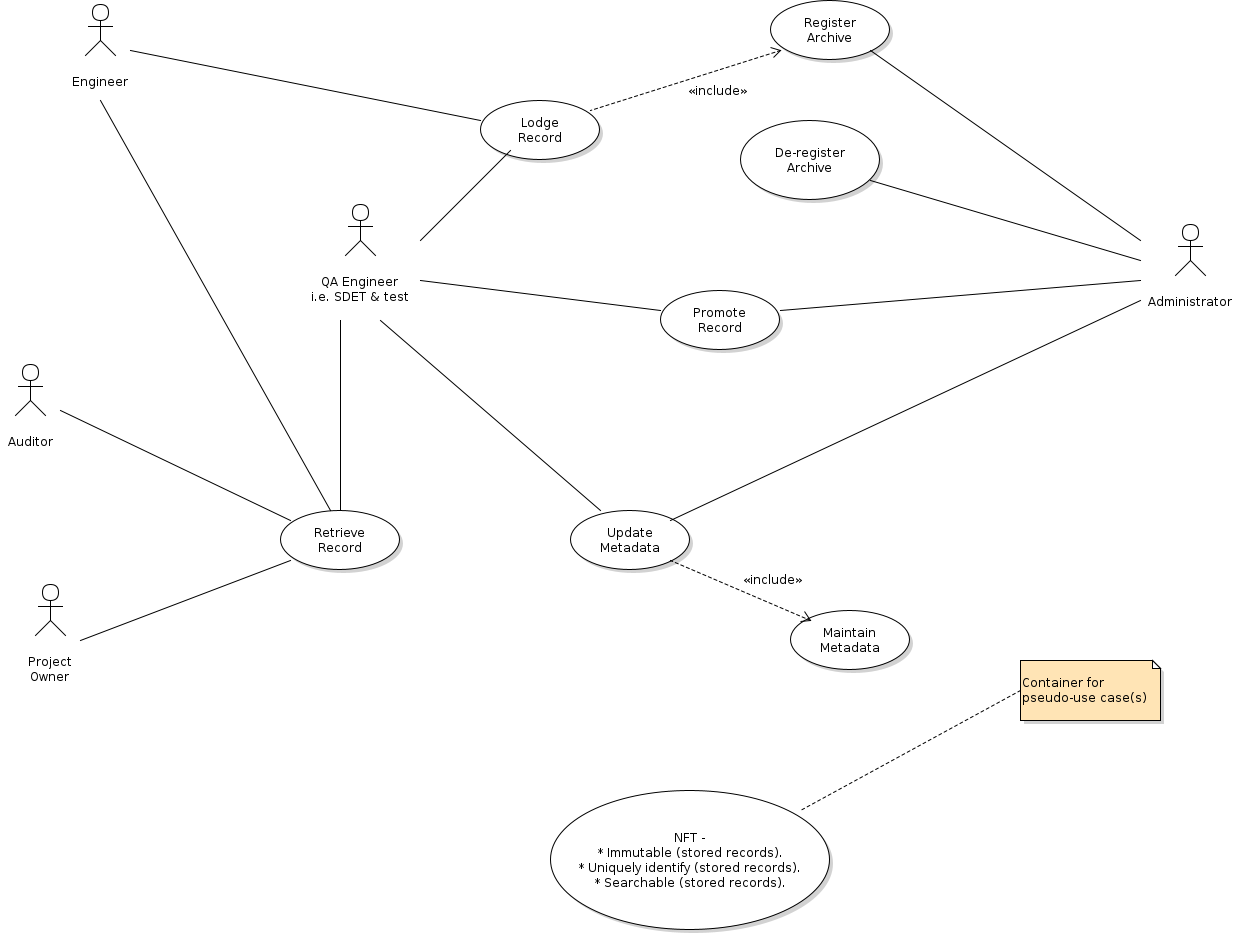 Register
Archive
Engineer
«include»
Lodge
Record
De-register
Archive
QA Engineer
i.e. SDET & test
Administrator
Promote
Record
Auditor
Retrieve
Record
Update
Metadata
«include»
Maintain
Metadata
Project
Owner
Container for
pseudo-use case(s)
NFT -
* Immutable (stored records).
* Uniquely identify (stored records).
* Searchable (stored records).